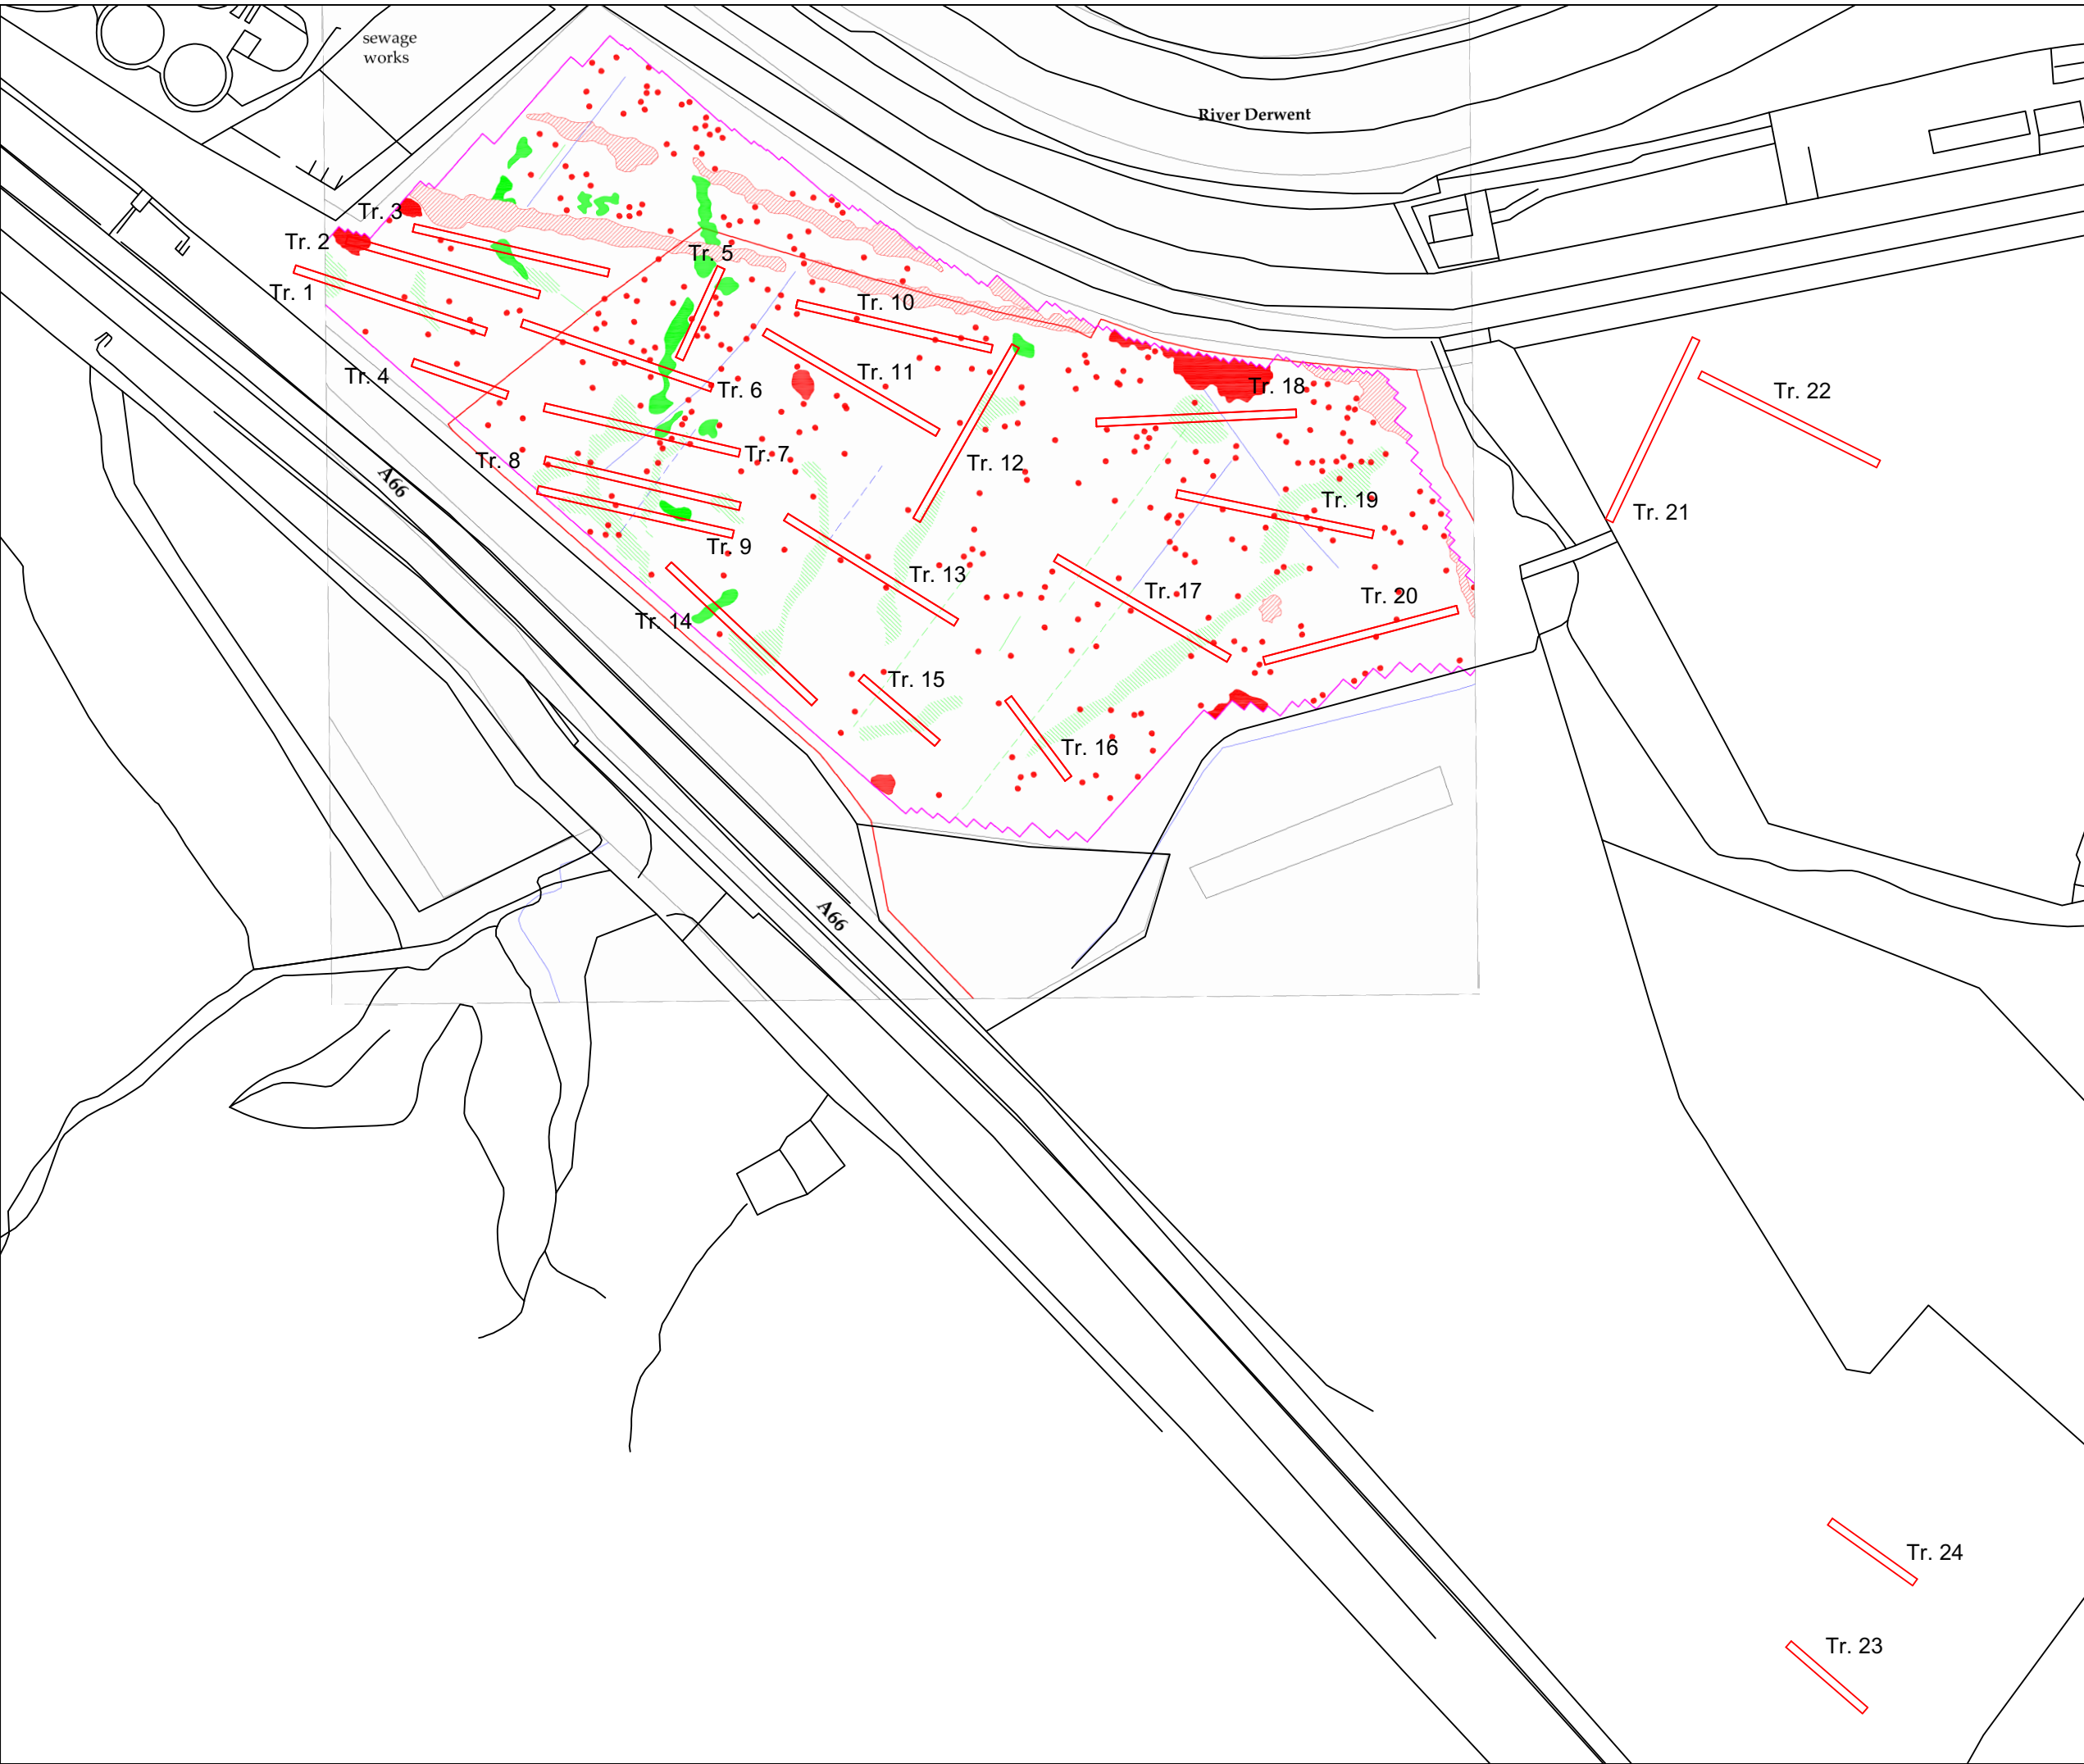 sewage
works
River Derwent
Tr. 3
Tr. 2
Tr. 5
Tr. 1
Tr. 10
Tr. 4
Tr. 11
Tr. 6
Tr. 18
Tr. 22
Tr. 8
Tr. 7
Tr. 12
A66
Tr. 19
Tr. 21
Tr. 9
Tr. 13
Tr. 17
Tr. 20
Tr. 14
Tr. 15
Tr. 16
A66
Tr. 24
Tr. 23